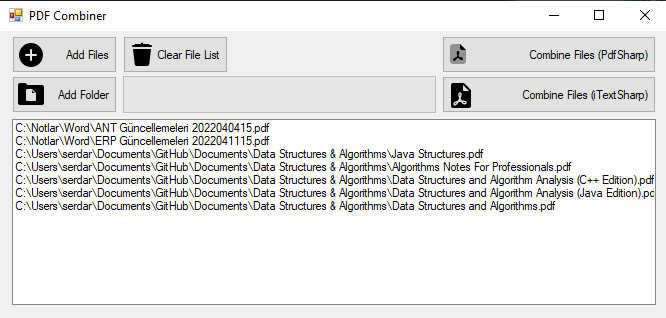 PDF Combiner
Add Files
Clear File List
Combine Files (PdfSharp)
Add Folder
Combine Files (iTextSharp)
C:\Notlar\Word\ANT Güncellemeleri 2022040415.pdf
C:\Notlar\Word\ERP Güncellemeleri 2022041115.pdf
C:\Users\serdar\Documents\GitHub\Documents\Data Structures & Algorithms\Java Structures.pdf
C:\Users\serdar\Documents\GitHub\Documents\Data Structures & Algorithms\Algorithms Notes For Professionals.pdf
C:\Users\serdar\Documents\GitHub\Documents\Data Structures & Algorithms\Data Structures and Algorithm Analysis (C++ Edition).pdf
C:\Users\serdar\Documents\GitHub\Documents\Data Structures & Algorithms\Data Structures and Algorithm Analysis (Java Edition).pd
C:\Users\serdar\Documents\GitHub\Documents\Data Structures & Algorithms\Data Structures and Algorithms.pdf